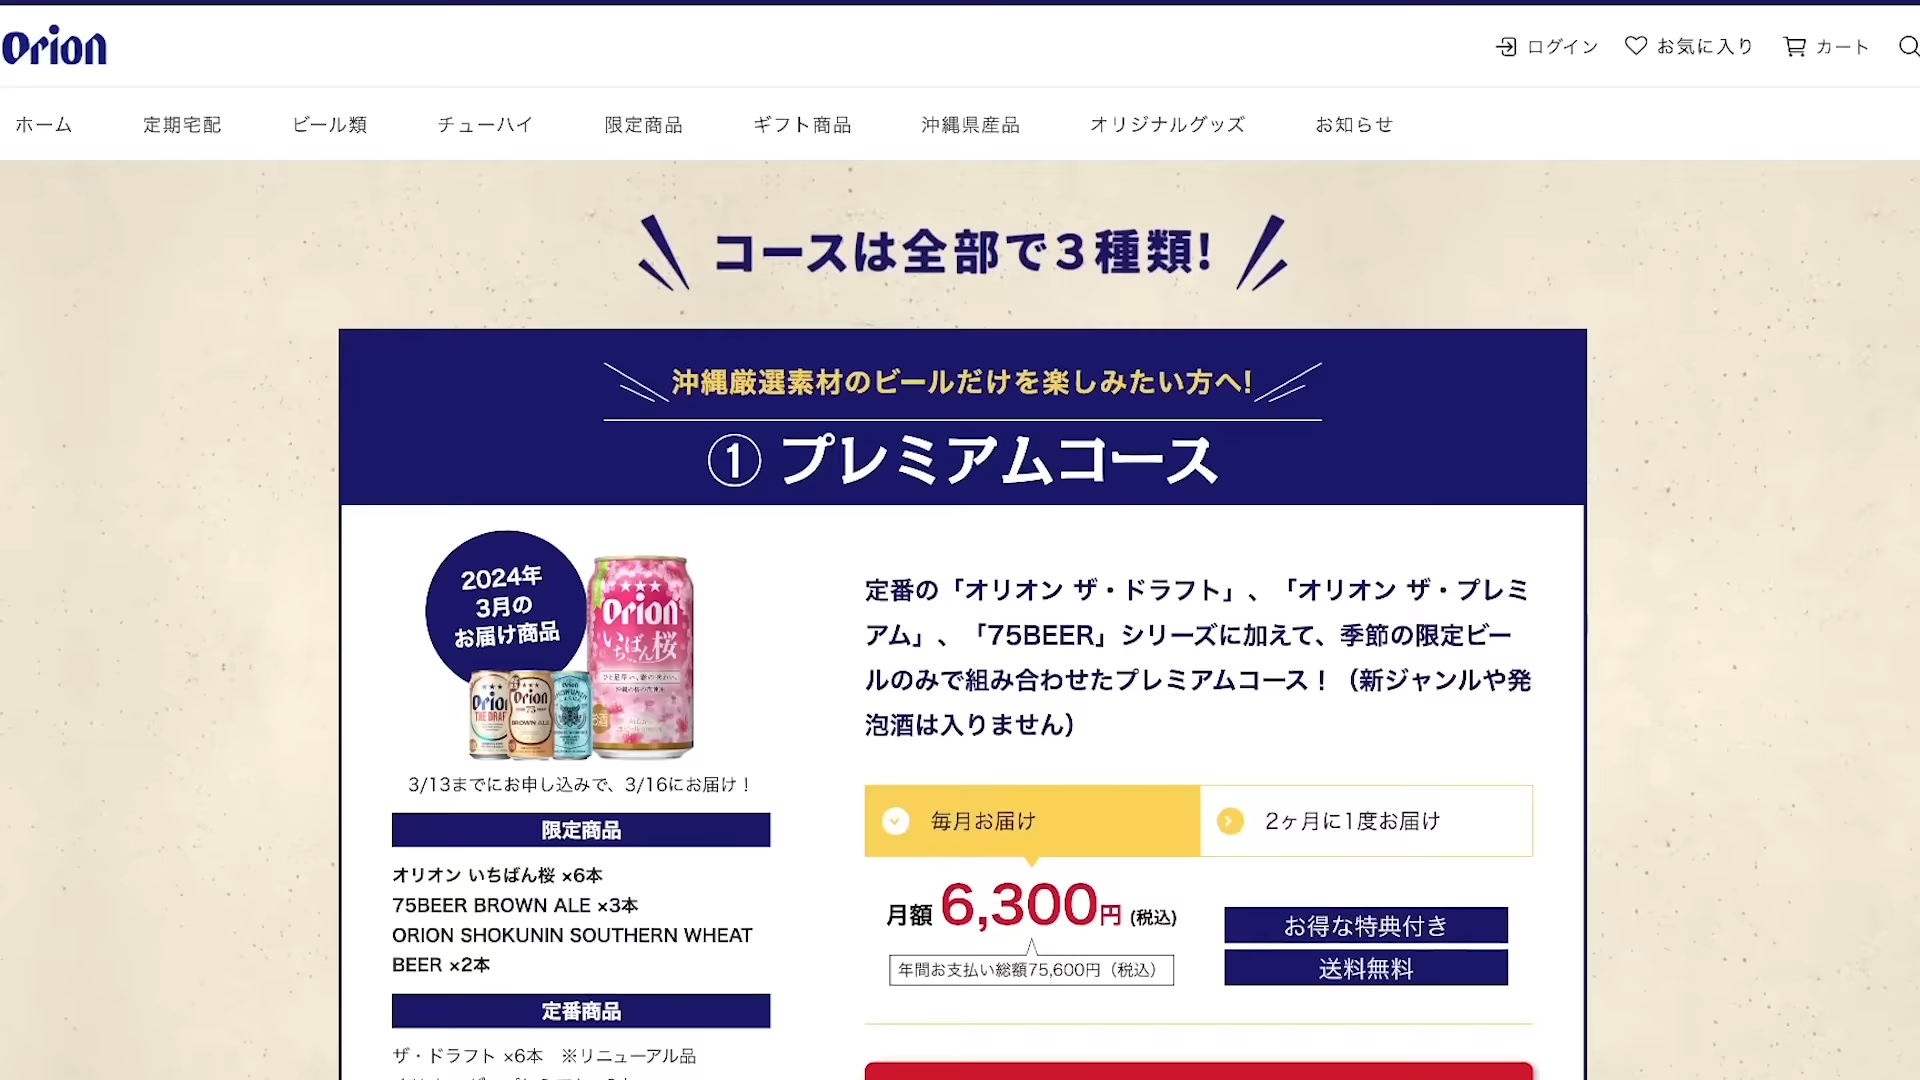 Orion
ログイン
お気に入り
カート
ホーム
定期宅配
ビール類
チューハイ
限定商品
ギフト商品
沖縄県産品
オリジナルグッズ
お知らせ
コースは全部で3種類!
沖縄厳選素材のビールだけを楽しみたい方へ!
① プレミアムコース
2024年
3月の
お届け商品
Orion
いちばん桜
Orion
75
BROWN ALE
3/13までにお申し込みで、3/16にお届け！
限定商品
オリオン いちばん桜 ×6本
75BEER BROWN ALE ×3本
ORION SHOKUNIN SOUTHERN WHEAT
BEER ×2本
定番商品
ザ・ドラフト ×6本　※リニューアル品
定番の「オリオン ザ・ドラフト」、「オリオン ザ・プレミ
アム」、「75BEER」シリーズに加えて、季節の限定ビー
ルのみで組み合わせたプレミアムコース！（新ジャンルや発
泡酒は入りません）
毎月お届け
2ヶ月に1度お届け
月額 6,300円 (税込)
年間お支払い総額75,600円（税込）
お得な特典付き
送料無料